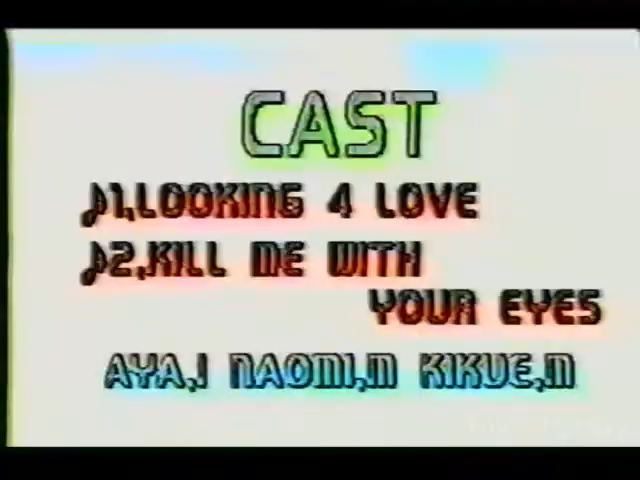 CAST
♪1,LOOKING 4 LOVE
♪2,KILL ME WITH
YOUR EYES
AYA,I NAOMI,M KIKUE,M